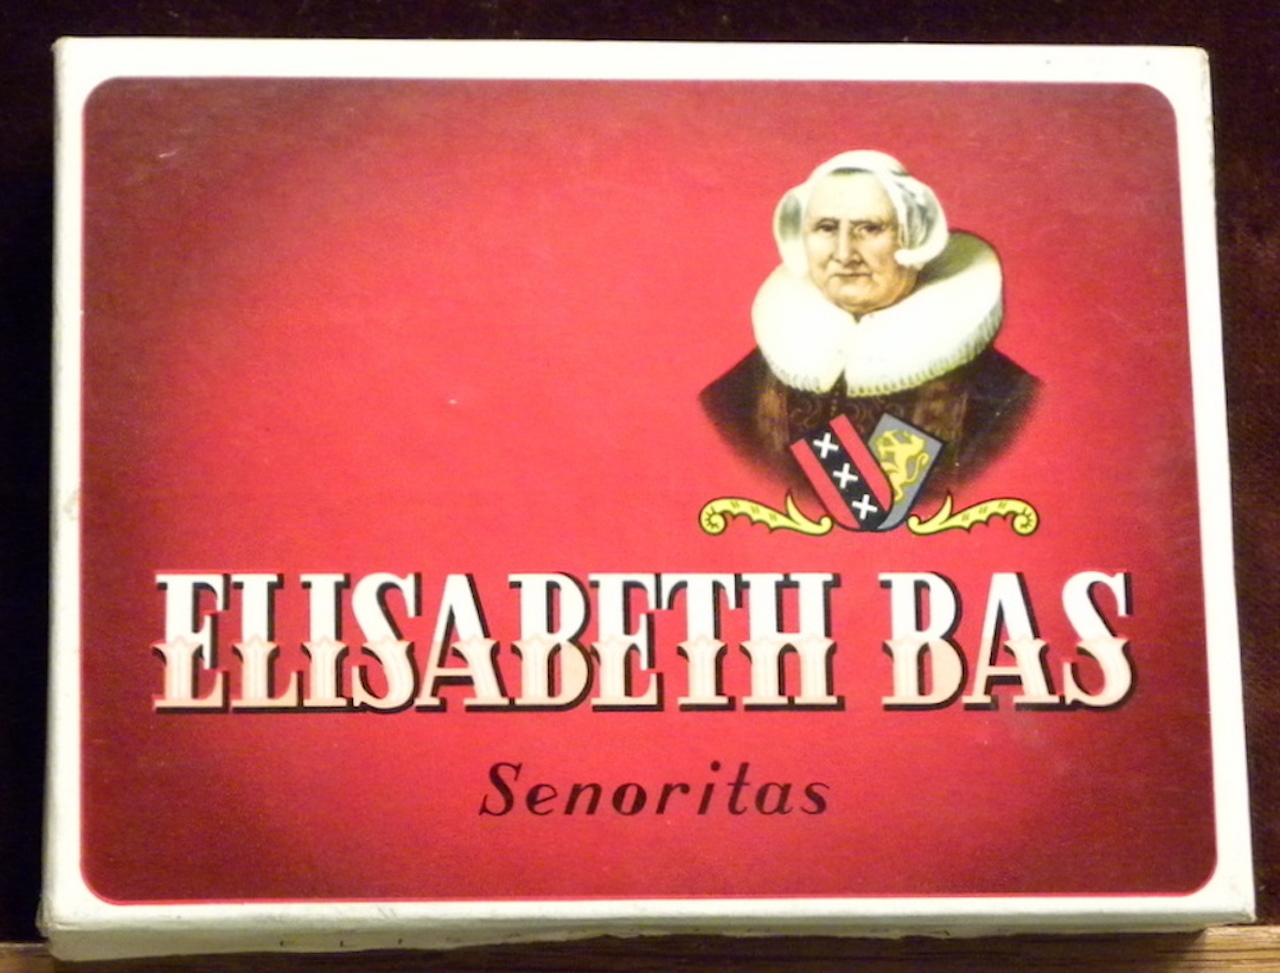 ELISABETH BAS
Senoritas